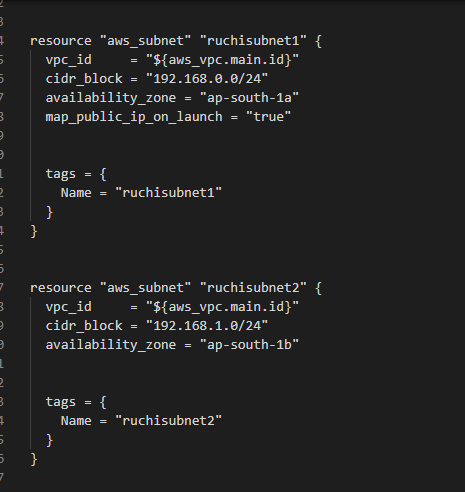 resource "aws_subnet" "ruchisubnet1" {
  vpc_id     = "${aws_vpc.main.id}"
  cidr_block = "192.168.0.0/24"
  availability_zone = "ap-south-1a"
  map_public_ip_on_launch = "true"
  tags = {
    Name = "ruchisubnet1"
  }
}
resource "aws_subnet" "ruchisubnet2" {
  vpc_id     = "${aws_vpc.main.id}"
  cidr_block = "192.168.1.0/24"
  availability_zone = "ap-south-1b"
  tags = {
    Name = "ruchisubnet2"
  }
}